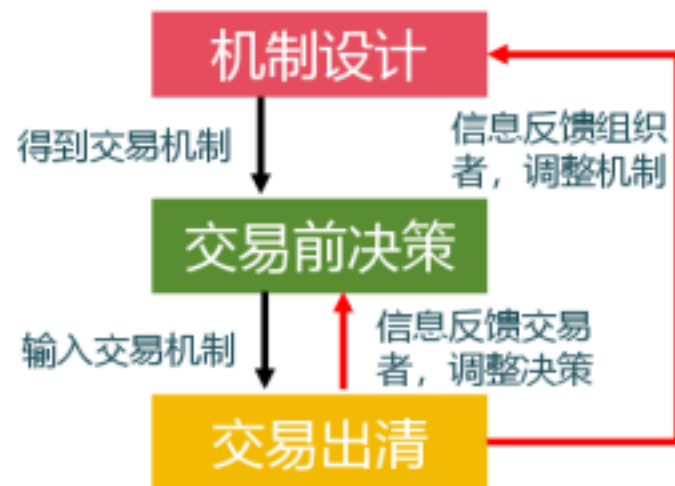 机制设计
得到交易机制
信息反馈组织
者，调整机制
交易前决策
输入交易机制
信息反馈交易
者，调整决策
交易出清